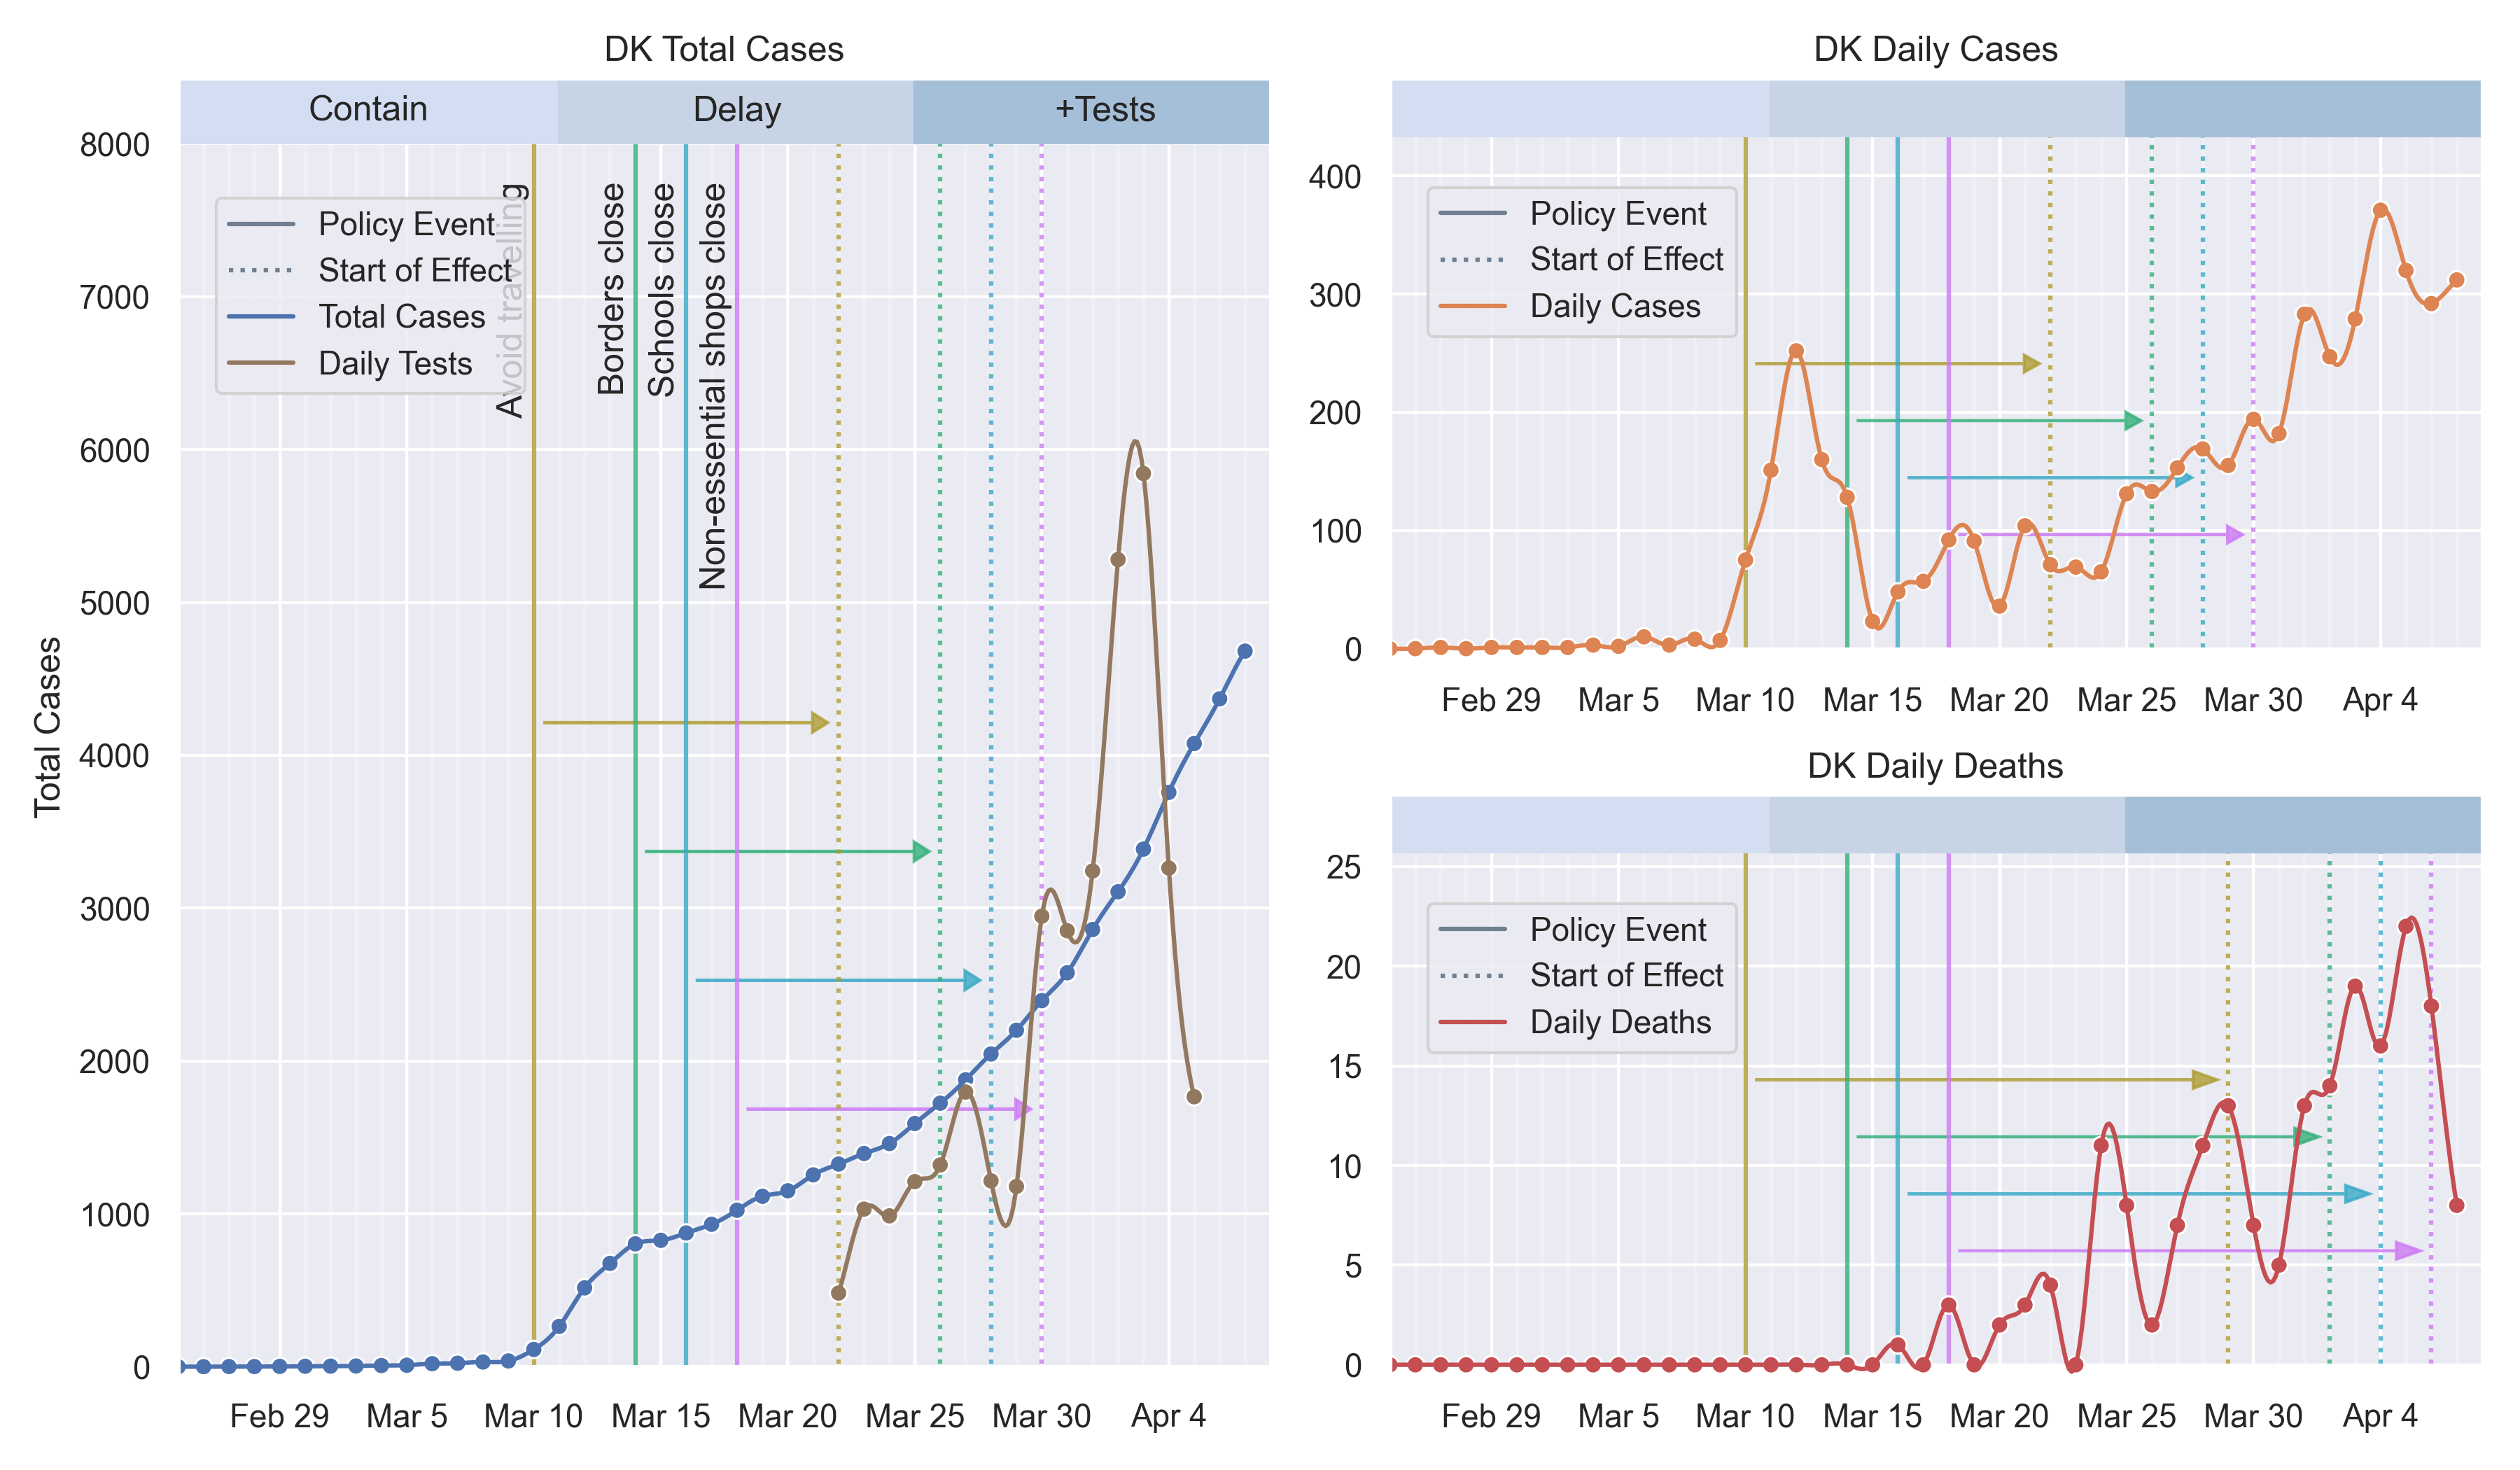 DK Total Cases
Contain
Delay
+Tests
8000
7000
6000
5000
4000
3000
2000
1000
0
Total Cases
Policy Event
Start of Effect
Total Cases
Daily Tests
Avoid travelling
Borders close
Schools close
Non-essential shops close
Feb 29
Mar 5
Mar 10
Mar 15
Mar 20
Mar 25
Mar 30
Apr 4
DK Daily Cases
400
300
200
100
0
Policy Event
Start of Effect
Daily Cases
Feb 29
Mar 5
Mar 10
Mar 15
Mar 20
Mar 25
Mar 30
Apr 4
DK Daily Deaths
25
20
15
10
5
0
Policy Event
Start of Effect
Daily Deaths
Feb 29
Mar 5
Mar 10
Mar 15
Mar 20
Mar 25
Mar 30
Apr 4